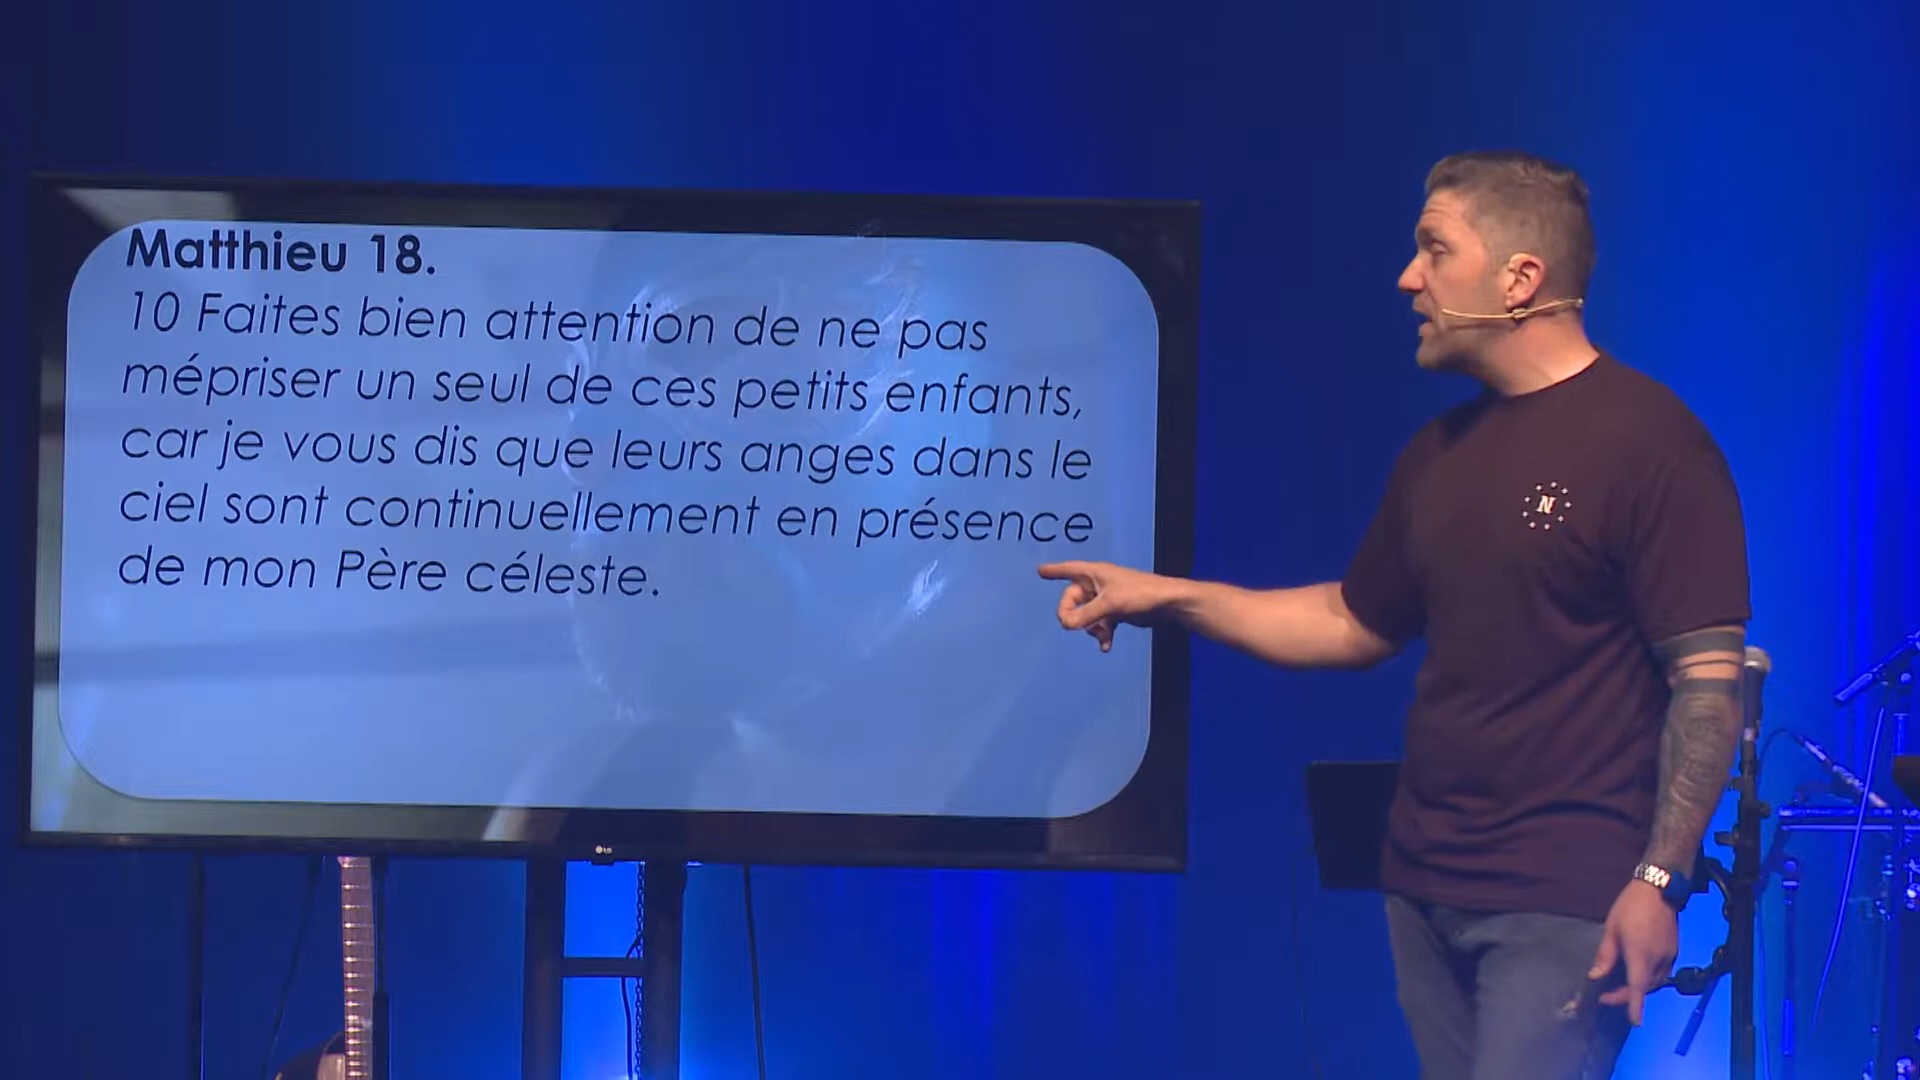 Matthieu 18.
10 Faites bien attention de ne pas
mépriser un seul de ces petits enfants,
car je vous dis que leurs anges dans le
ciel sont continuellement en présence
de mon Père céleste.
N
LG